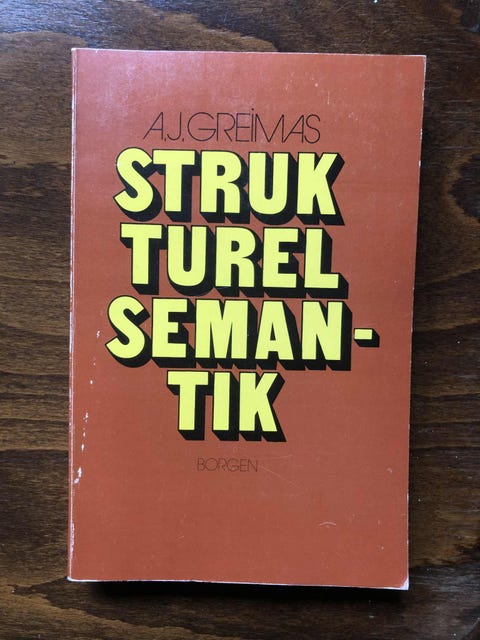 A.J. GREIMAS
STRUK
TUREL
SEMAN-
TIK
BORGEN